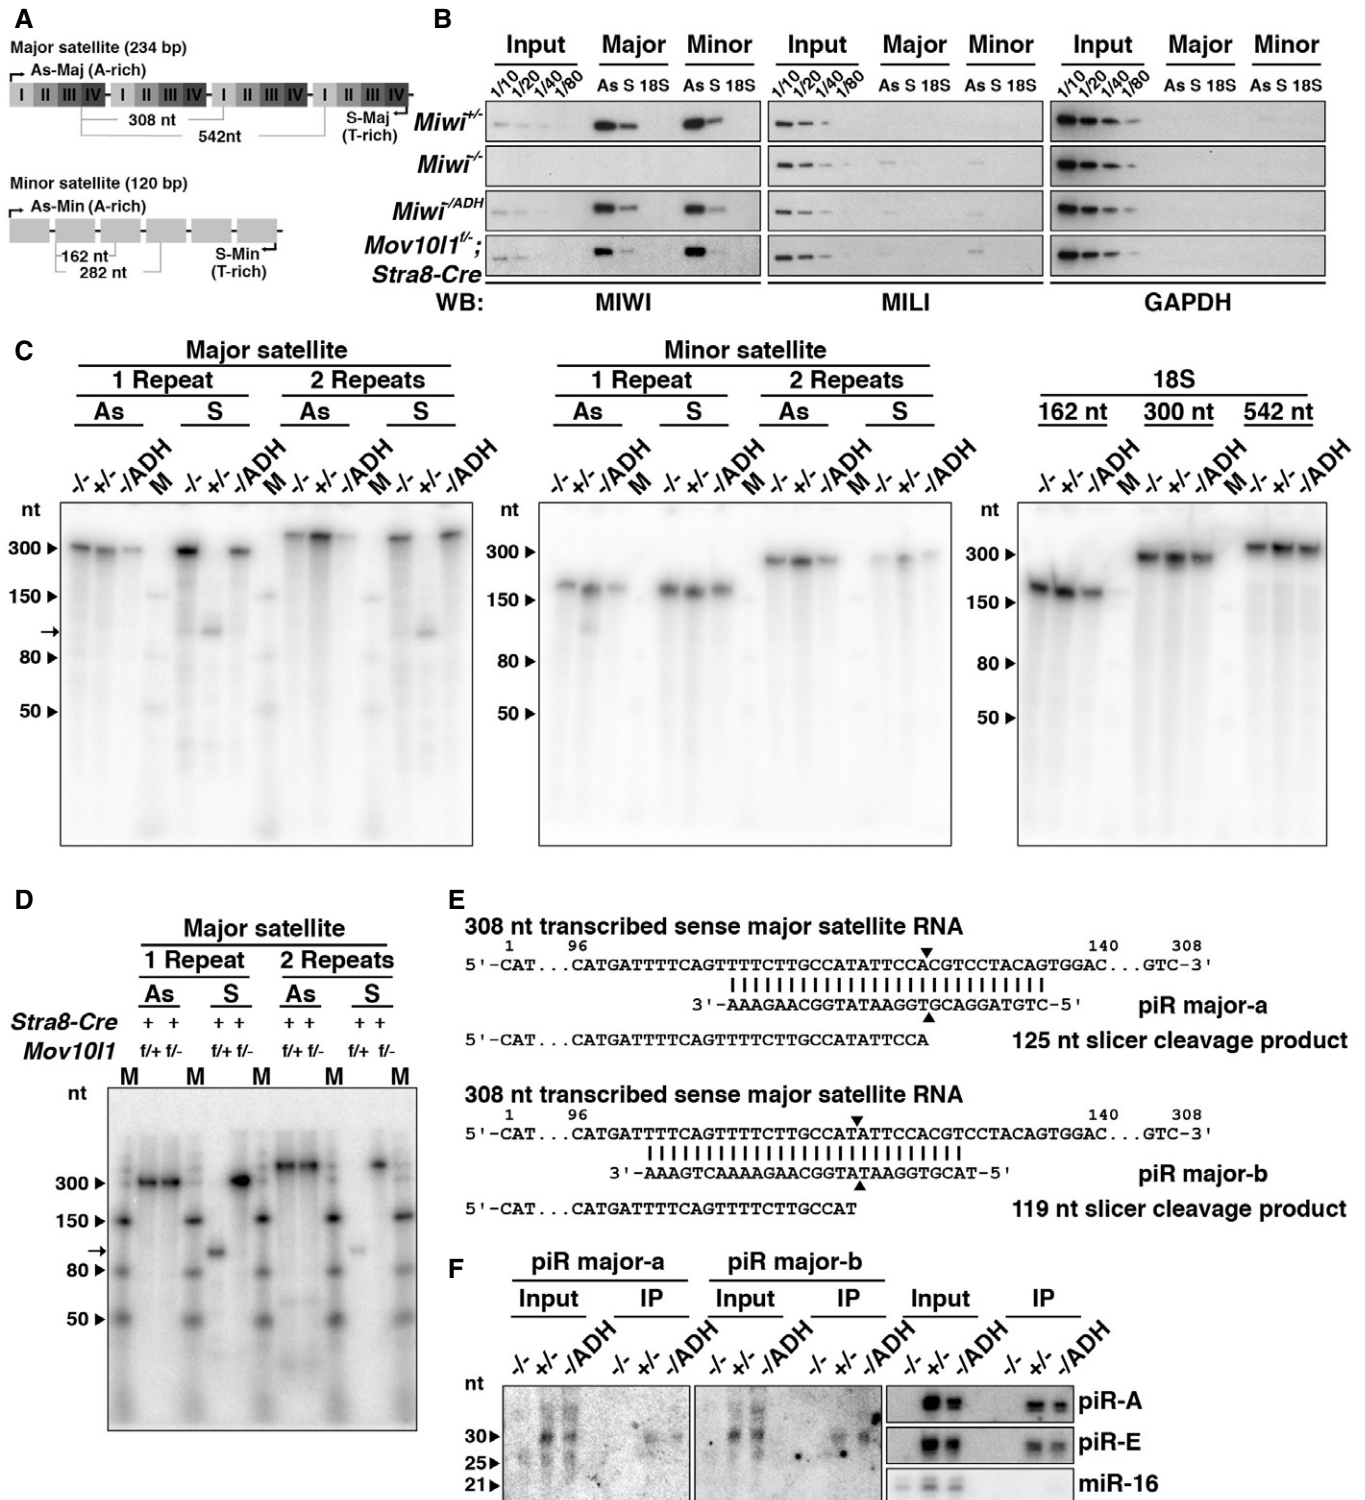 A
Major satellite (234 bp)
As-Maj (A-rich)
I II III IV I II III IV I II III IV I II III IV
308 nt
542nt
S-Maj
(T-rich)
Minor satellite (120 bp)
As-Min (A-rich)
162 nt
282 nt
S-Min
(T-rich)
B
Input Major Minor Input Major Minor Input Major Minor
1/10 1/20 1/40 1/80 As S 18S As S 18S 1/10 1/20 1/40 1/80 As S 18S As S 18S 1/10 1/20 1/40 1/80 As S 18S As S 18S
Miwi+/-
Miwi-/-
Miwi-/ADH
Mov10l1f/-;
Stra8-Cre
WB: MIWI MILI GAPDH
C
Major satellite
1 Repeat 2 Repeats
As S As S
-/- +/- -/ADH M -/- +/- -/ADH M -/- +/- -/ADH M -/- +/- -/ADH
nt
300
150
80
50
Minor satellite
1 Repeat 2 Repeats
As S As S
-/- +/- -/ADH M -/- +/- -/ADH M -/- +/- -/ADH M -/- +/- -/ADH
nt
300
150
80
50
18S
162 nt 300 nt 542 nt
-/- +/- -/ADH M -/- +/- -/ADH M -/- +/- -/ADH
nt
300
150
80
50
D
Major satellite
1 Repeat 2 Repeats
As S As S
Stra8-Cre + + + + + + + +
Mov10l1 f/+ f/- f/+ f/- f/+ f/- f/+ f/-
M M M M M
nt
300
150
80
50
E
308 nt transcribed sense major satellite RNA
1 96 140 308
5'-CAT...CATGATTTTCAGTTTTCTTGCCATATTCCACGTCCTACAGTGGAC...GTC-3'
3'-AAAGAACGGTATAAGGTGCAGGATGTC-5' piR major-a
5'-CAT...CATGATTTTCAGTTTTCTTGCCATATTCCA 125 nt slicer cleavage product
308 nt transcribed sense major satellite RNA
1 96 140 308
5'-CAT...CATGATTTTCAGTTTTCTTGCCATATTCCACGTCCTACAGTGGAC...GTC-3'
3'-AAAGTCAAAAGAACGGTATAAGGTGCAT-5' piR major-b
5'-CAT...CATGATTTTCAGTTTTCTTGCCAT 119 nt slicer cleavage product
F
piR major-a piR major-b
Input IP Input IP Input IP
-/- +/- -/ADH -/- +/- -/ADH -/- +/- -/ADH -/- +/- -/ADH -/- +/- -/ADH -/- +/- -/ADH
nt
30
25
21
piR-A
piR-E
miR-16